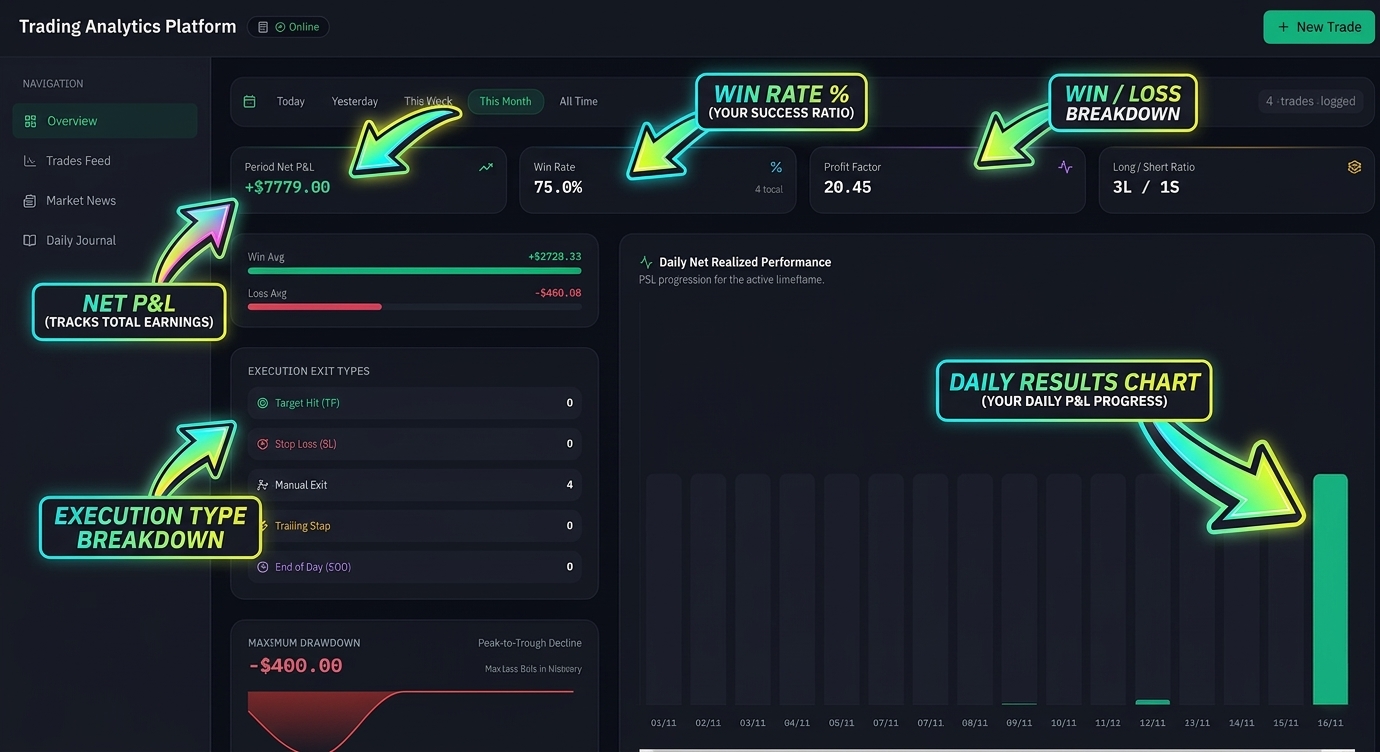 Trading Analytics Platform
Online
+ New Trade
NAVIGATION
Overview
Trades Feed
Market News
Daily Journal
Today
Yesterday
This Week
This Month
All Time
4 · trades · logged
WIN RATE %
(YOUR SUCCESS RATIO)
WIN / LOSS
BREAKDOWN
Period Net P&L
+$7779.00
Win Rate
%
75.0%
4 tocal
Profit Factor
20.45
Long / Short Ratio
3L / 1S
NET P&L
(TRACKS TOTAL EARNINGS)
Win Avg
+$2728.33
Loss Avg
-$460.08
Daily Net Realized Performance
PSL progression for the active limeflame.
EXECUTION EXIT TYPES
Target Hit (TF)
0
Stop Loss (SL)
0
Manual Exit
4
Trailing Stap
0
End of Day (500)
0
EXECUTION TYPE
BREAKDOWN
DAILY RESULTS CHART
(YOUR DAILY P&L PROGRESS)
MAXIMUM DRAWDOWN
Peak-to-Trough Decline
-$400.00
Max Lass Bols in
01/11
02/11
03/11
04/11
05/11
07/11
07/11
08/11
09/11
10/11
11/12
12/11
13/11
14/11
15/11
16/11